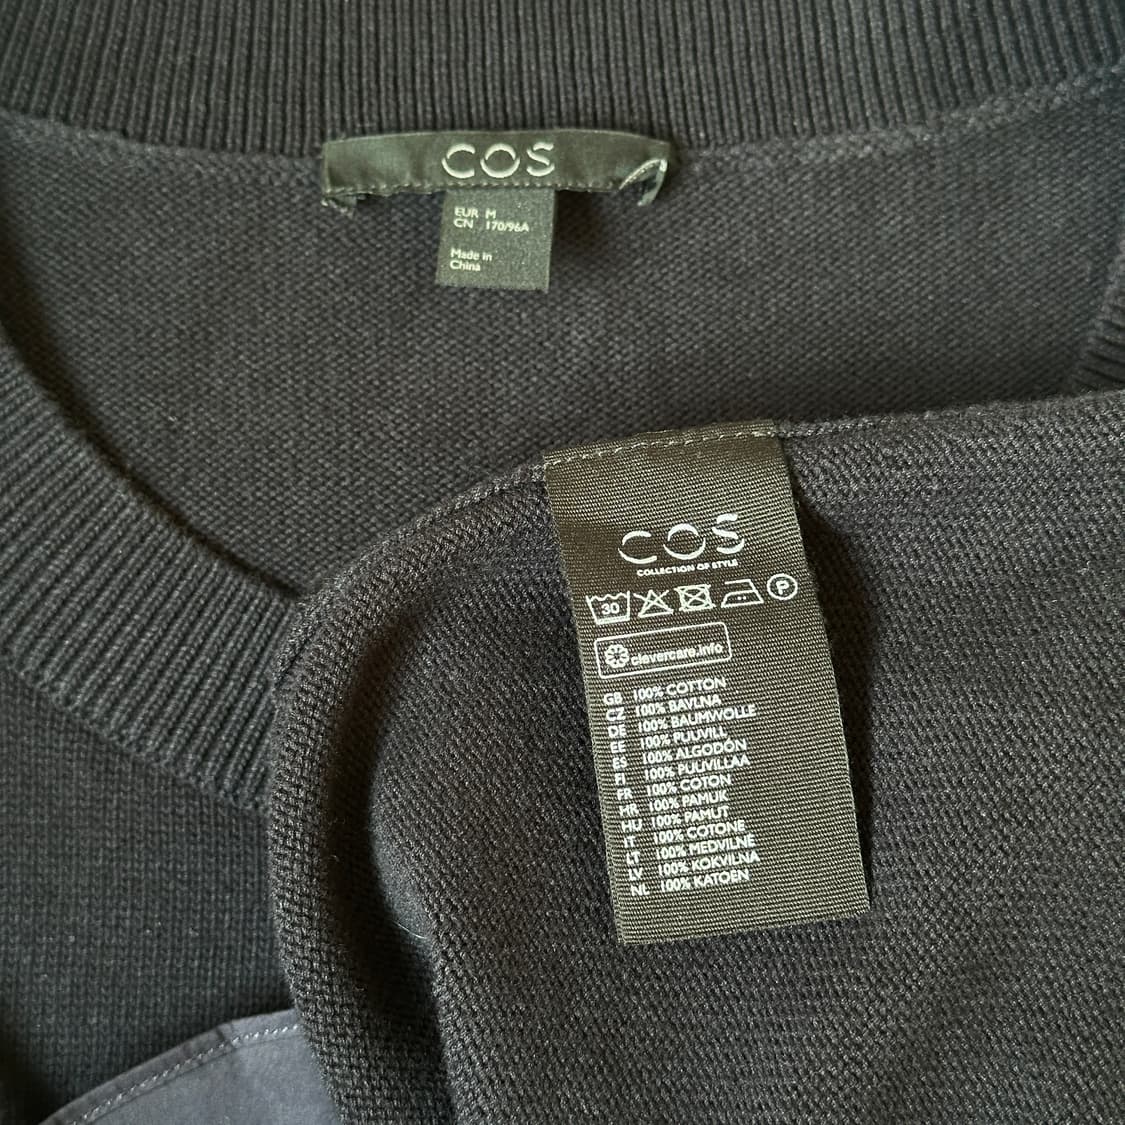 COS
EUR M
CN 170/96A
Made in
China
COS
COLLECTION OF STYLE
30 P
clevercare.info
GB 100% COTTON
CZ 100% BAVLNA
DE 100% BAUMWOLLE
EE 100% PUUVILL
ES 100% ALGODÓN
FI 100% PUUVILLAA
FR 100% COTON
HR 100% PAMUK
HU 100% PAMUT
IT 100% COTONE
LT 100% MEDVILNĖ
LV 100% KOKVILNA
NL 100% KATOEN